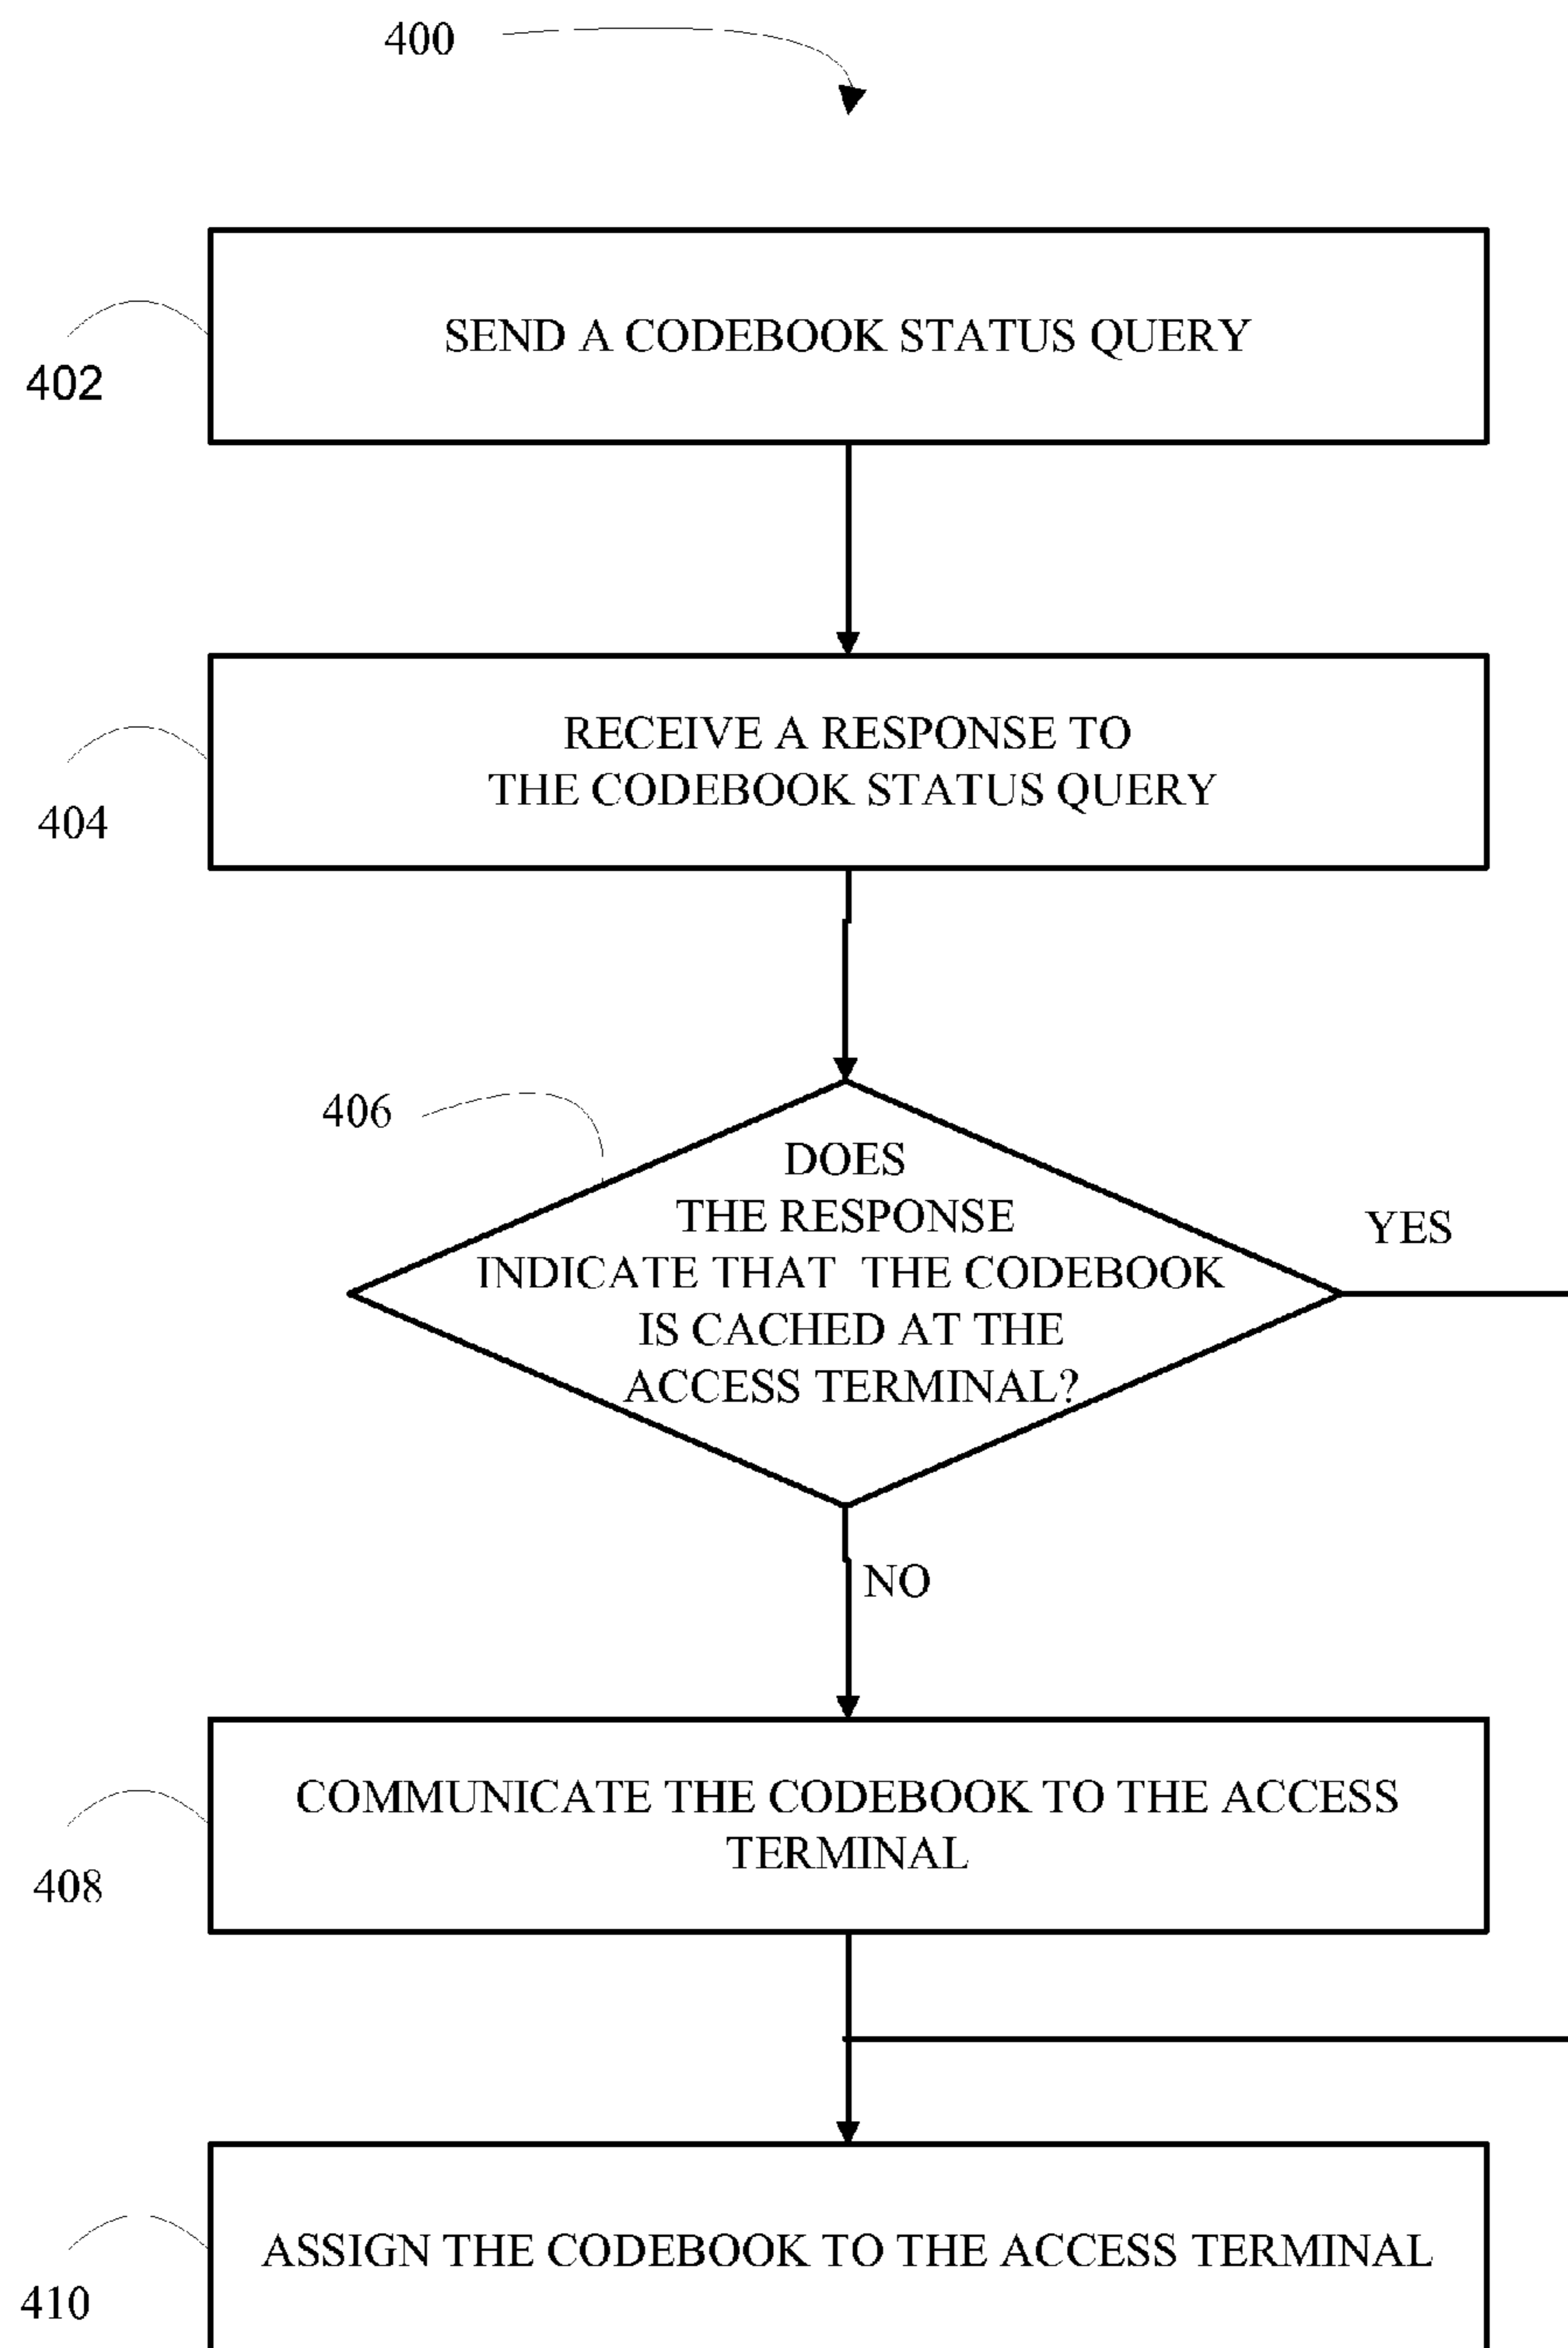 400
SEND A CODEBOOK STATUS QUERY
402
RECEIVE A RESPONSE TO
THE CODEBOOK STATUS QUERY
404
406
DOES
THE RESPONSE
INDICATE THAT THE CODEBOOK
IS CACHED AT THE
ACCESS TERMINAL?
YES
NO
COMMUNICATE THE CODEBOOK TO THE ACCESS
TERMINAL
408
ASSIGN THE CODEBOOK TO THE ACCESS TERMINAL
410